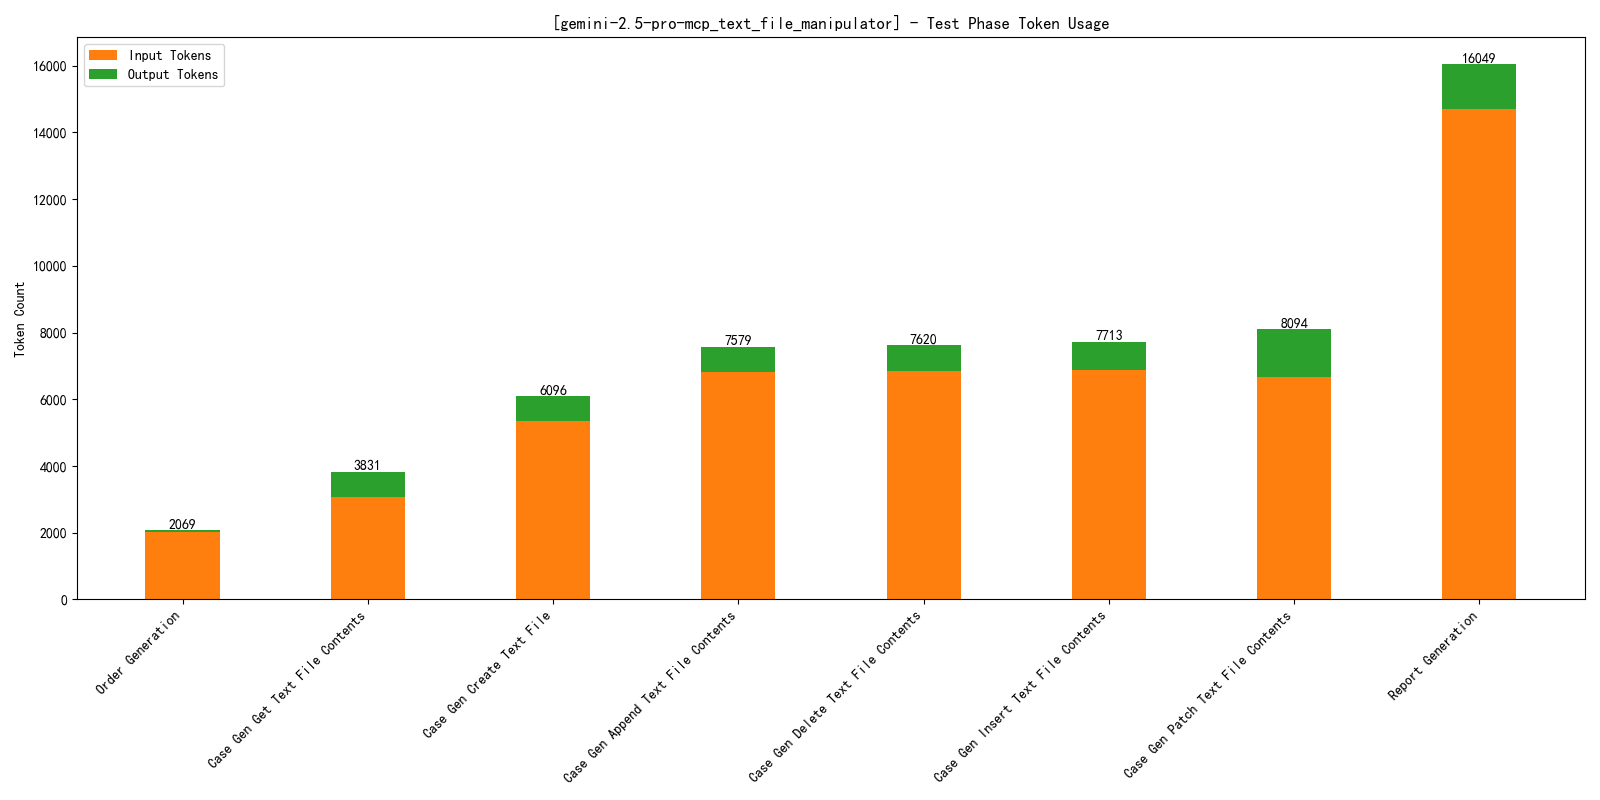 [gemini-2.5-pro-mcp_text_file_manipulator] - Test Phase Token Usage
Input Tokens
Output Tokens
Token Count
16000
14000
12000
10000
8000
6000
4000
2000
0
2069
3831
6096
7579
7620
7713
8094
16049
Order Generation
Case Gen Get Text File Contents
Case Gen Create Text File
Case Gen Append Text File Contents
Case Gen Delete Text File Contents
Case Gen Insert Text File Contents
Case Gen Patch Text File Contents
Report Generation